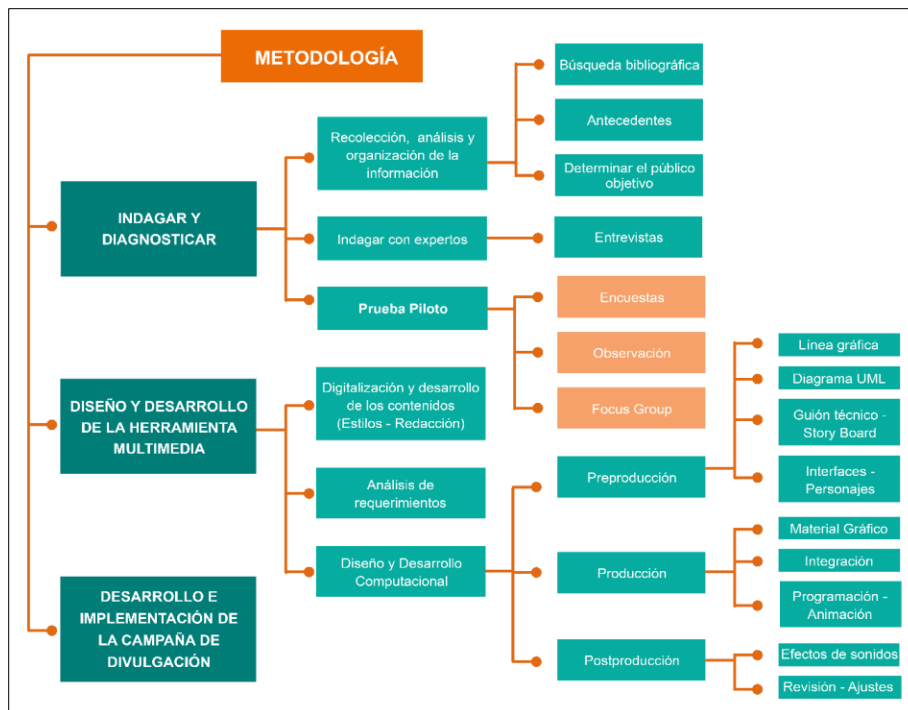 METODOLOGÍA
INDAGAR Y
DIAGNOSTICAR
Recolección, análisis y
organización de la
información
Búsqueda bibliográfica
Antecedentes
Determinar el público
objetivo
Indagar con expertos
Entrevistas
Prueba Piloto
Encuestas
Observación
Focus Group
DISEÑO Y DESARROLLO
DE LA HERRAMIENTA
MULTIMEDIA
Digitalización y desarrollo
de los contenidos
(Estilos - Redacción)
Análisis de
requerimientos
Diseño y Desarrollo
Computacional
Preproducción
Línea gráfica
Diagrama UML
Guión técnico -
Story Board
Interfaces -
Personajes
Producción
Material Gráfico
Integración
Programación -
Animación
Postproducción
Efectos de sonidos
Revisión - Ajustes
DESARROLLO E
IMPLEMENTACIÓN DE
LA CAMPAÑA DE
DIVULGACIÓN